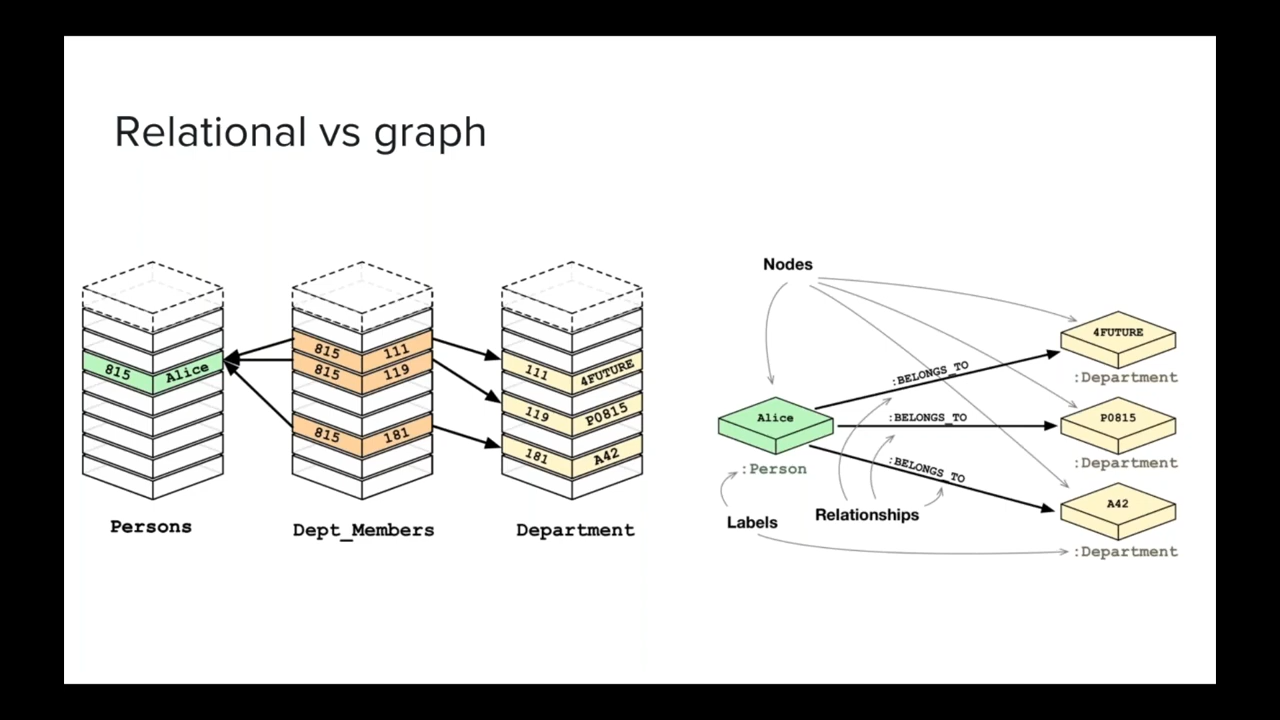 Relational vs graph
815 Alice
Persons
815 111
815 119
815 181
Dept_Members
111 4FUTURE
119 P0815
181 A42
Department
Nodes
Alice
:Person
Labels
Relationships
:BELONGS_TO
:BELONGS_TO
:BELONGS_TO
4FUTURE
:Department
P0815
:Department
A42
:Department